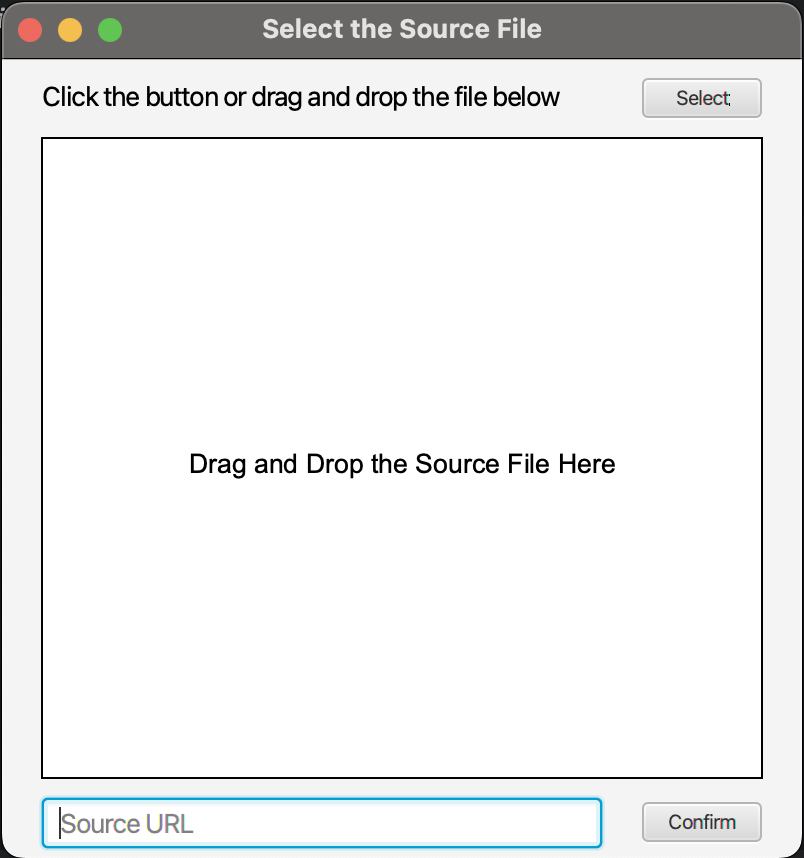 Select the Source File
Click the button or drag and drop the file below
Select
Drag and Drop the Source File Here
Source URL
Confirm